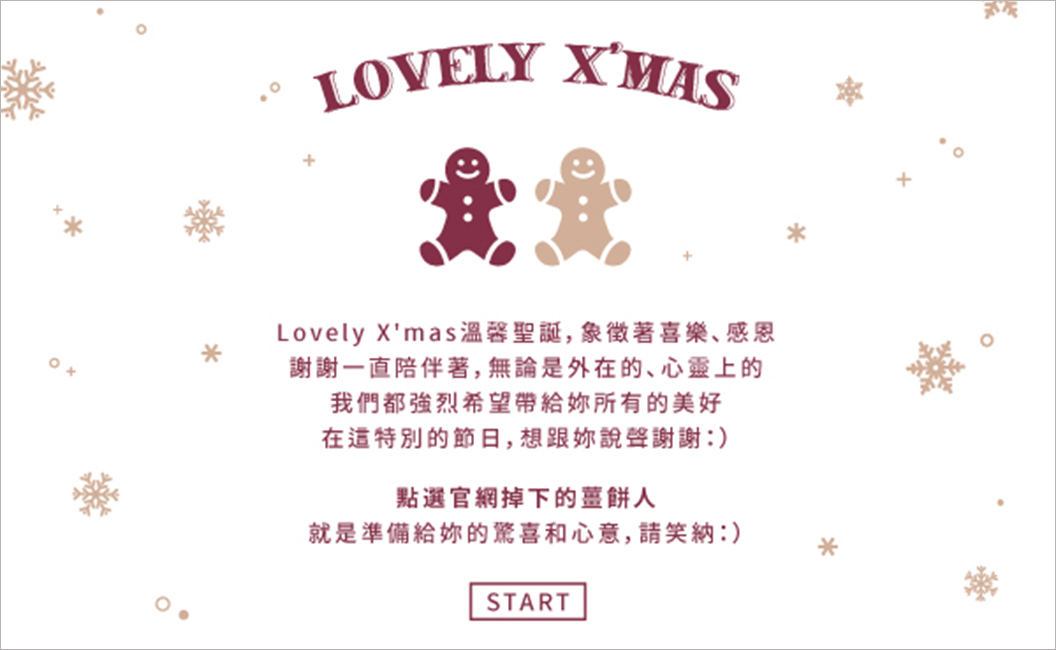 LOVELY X'MAS
Lovely X'mas溫馨聖誕，象徵著喜樂、感恩
謝謝一直陪伴著，無論是外在的、心靈上的
我們都強烈希望帶給妳所有的美好
在這特別的節日，想跟妳說聲謝謝：）
點選官網掉下的薑餅人
就是準備給妳的驚喜和心意，請笑納：）
START